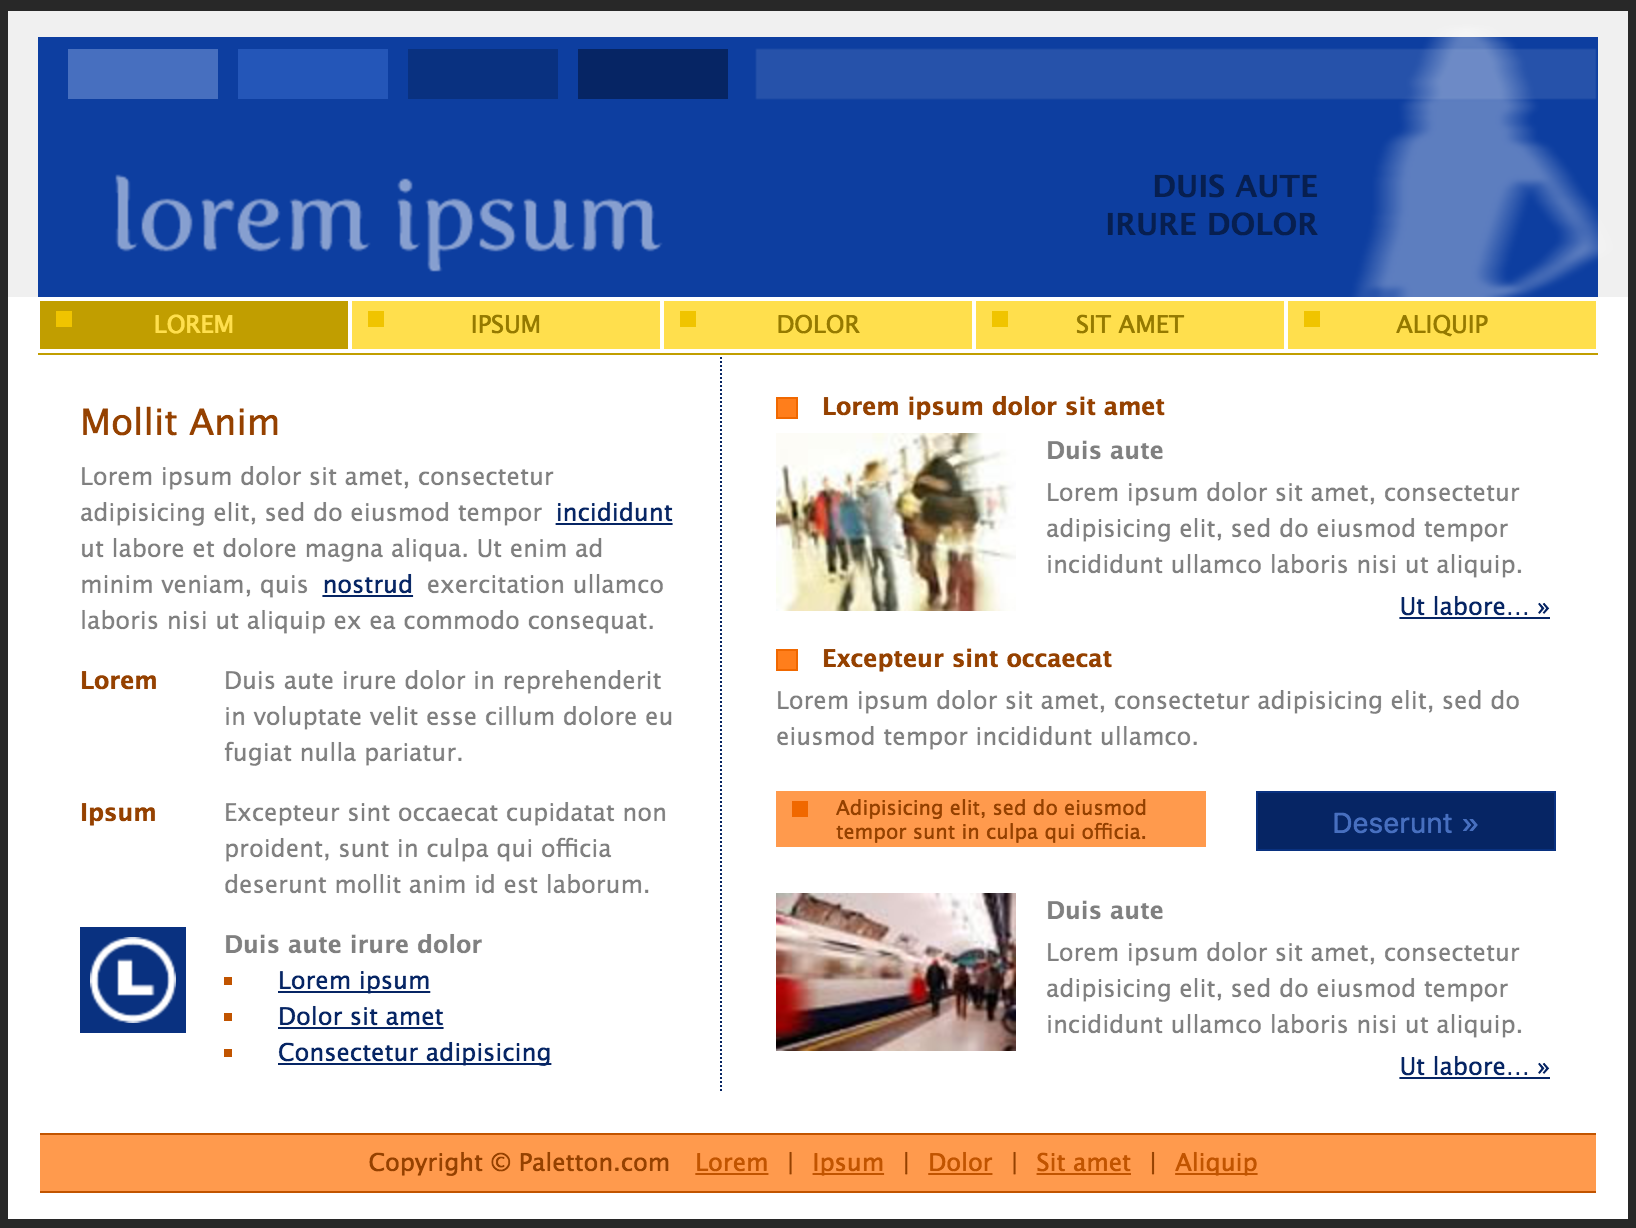 lorem ipsum
DUIS AUTE
IRURE DOLOR
LOREM
IPSUM
DOLOR
SIT AMET
ALIQUIP
Mollit Anim
Lorem ipsum dolor sit amet, consectetur
adipisicing elit, sed do eiusmod tempor incididunt
ut labore et dolore magna aliqua. Ut enim ad
minim veniam, quis nostrud exercitation ullamco
laboris nisi ut aliquip ex ea commodo consequat.
Lorem
Duis aute irure dolor in reprehenderit
in voluptate velit esse cillum dolore eu
fugiat nulla pariatur.
Ipsum
Excepteur sint occaecat cupidatat non
proident, sunt in culpa qui officia
deserunt mollit anim id est laborum.
L
Duis aute irure dolor
Lorem ipsum
Dolor sit amet
Consectetur adipisicing
Lorem ipsum dolor sit amet
Duis aute
Lorem ipsum dolor sit amet, consectetur
adipisicing elit, sed do eiusmod tempor
incididunt ullamco laboris nisi ut aliquip.
Ut labore... »
Excepteur sint occaecat
Lorem ipsum dolor sit amet, consectetur adipisicing elit, sed do
eiusmod tempor incididunt ullamco.
Adipisicing elit, sed do eiusmod
tempor sunt in culpa qui officia.
Deserunt »
Duis aute
Lorem ipsum dolor sit amet, consectetur
adipisicing elit, sed do eiusmod tempor
incididunt ullamco laboris nisi ut aliquip.
Ut labore... »
Copyright © Paletton.com Lorem | Ipsum | Dolor | Sit amet | Aliquip